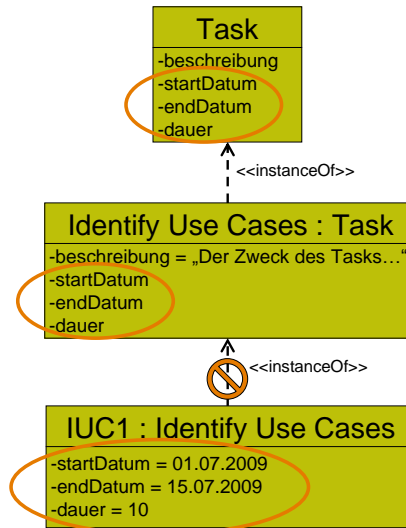 Task
-beschreibung
-startDatum
-endDatum
-dauer
<<instanceOf>>
Identify Use Cases : Task
-beschreibung = „Der Zweck des Tasks…“
-startDatum
-endDatum
-dauer
<<instanceOf>>
IUC1 : Identify Use Cases
-startDatum = 01.07.2009
-endDatum = 15.07.2009
-dauer = 10